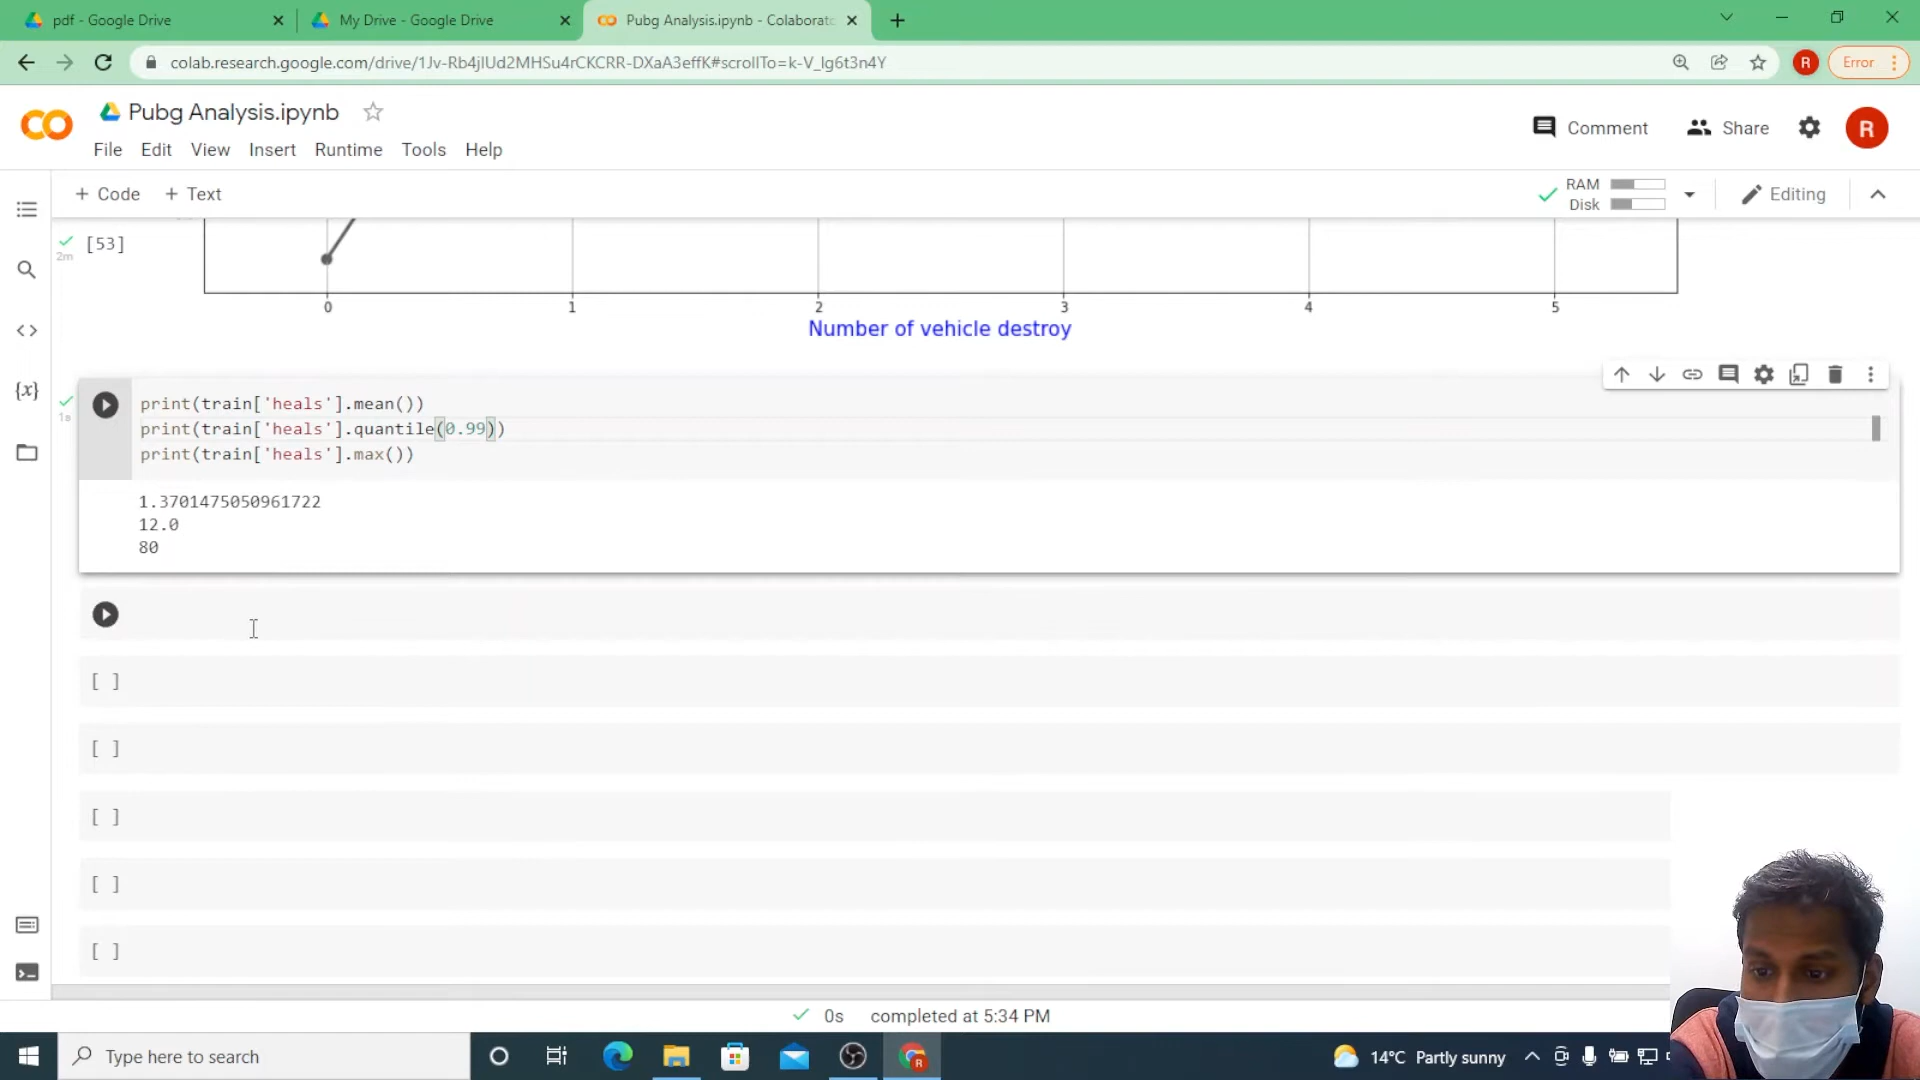 pdf - Google Drive
My Drive - Google Drive
Pubg Analysis.ipynb - Colaborato
colab.research.google.com/drive/1Jv-Rb4jlUd2MHSu4rCKCRR-DXaA3effK#scrollTo=k-V_lg6t3n4Y
R
Error
Pubg Analysis.ipynb
File Edit View Insert Runtime Tools Help
Comment
Share
R
+ Code + Text
RAM
Disk
Editing
[53]
2m
0 1 2 3 4 5
Number of vehicle destroy
1s
print(train['heals'].mean())
print(train['heals'].quantile(0.99))
print(train['heals'].max())
1.3701475050961722
12.0
80
{x}
[ ]
[ ]
[ ]
[ ]
[ ]
0s completed at 5:34 PM
Type here to search
14°C Partly sunny